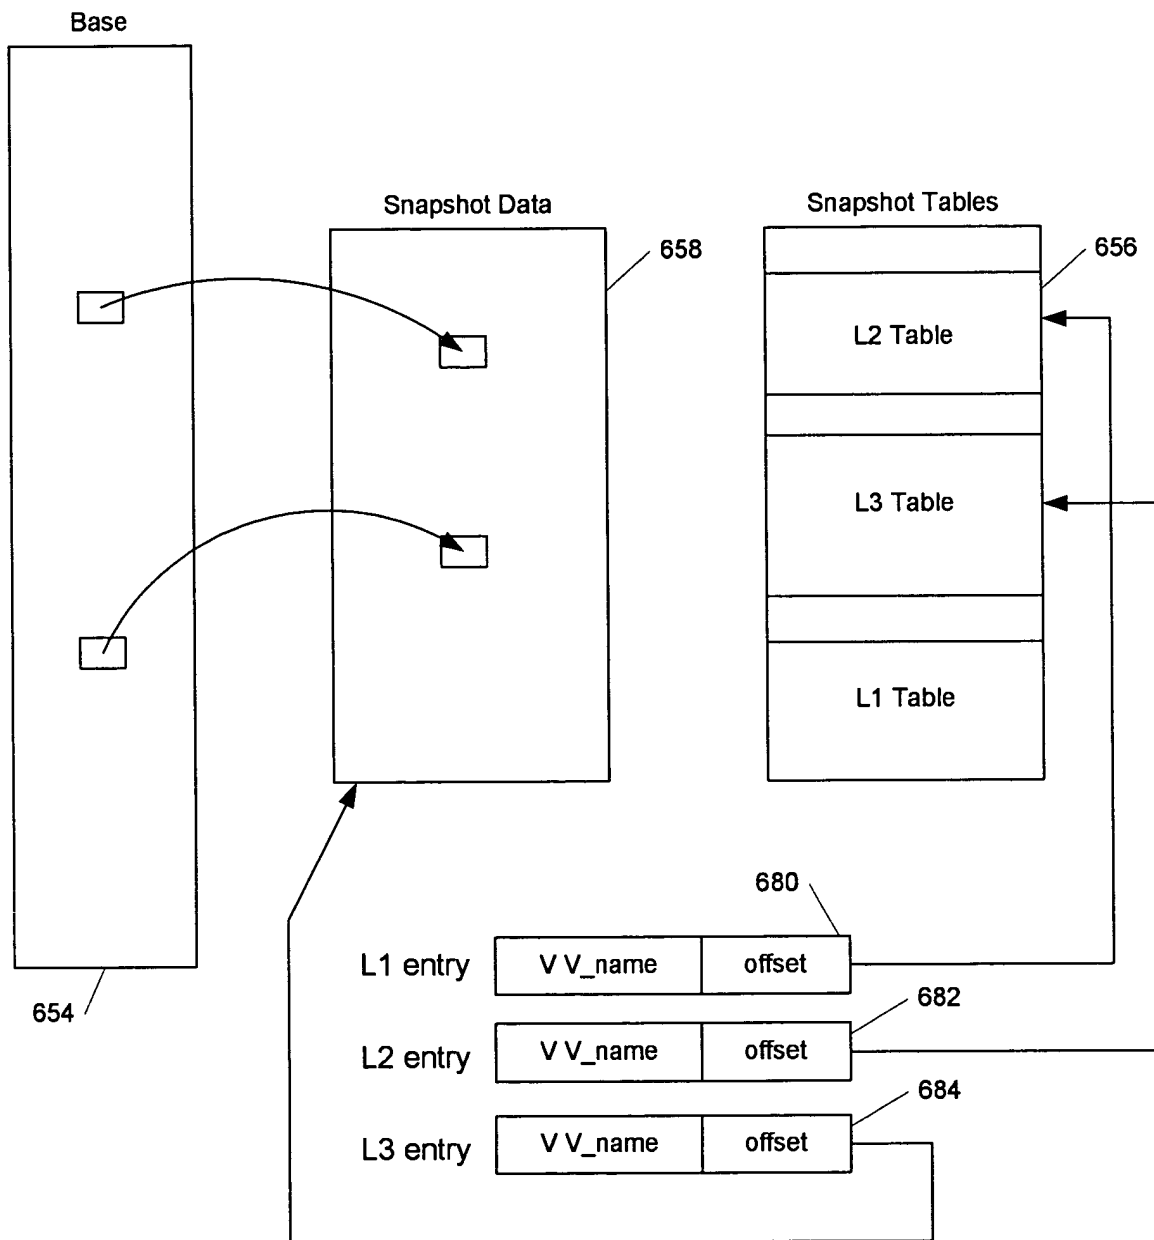 Base
Snapshot Data
Snapshot Tables
658
656
L2 Table
L3 Table
L1 Table
680
L1 entry V V_name offset
654
682
L2 entry V V_name offset
684
L3 entry V V_name offset